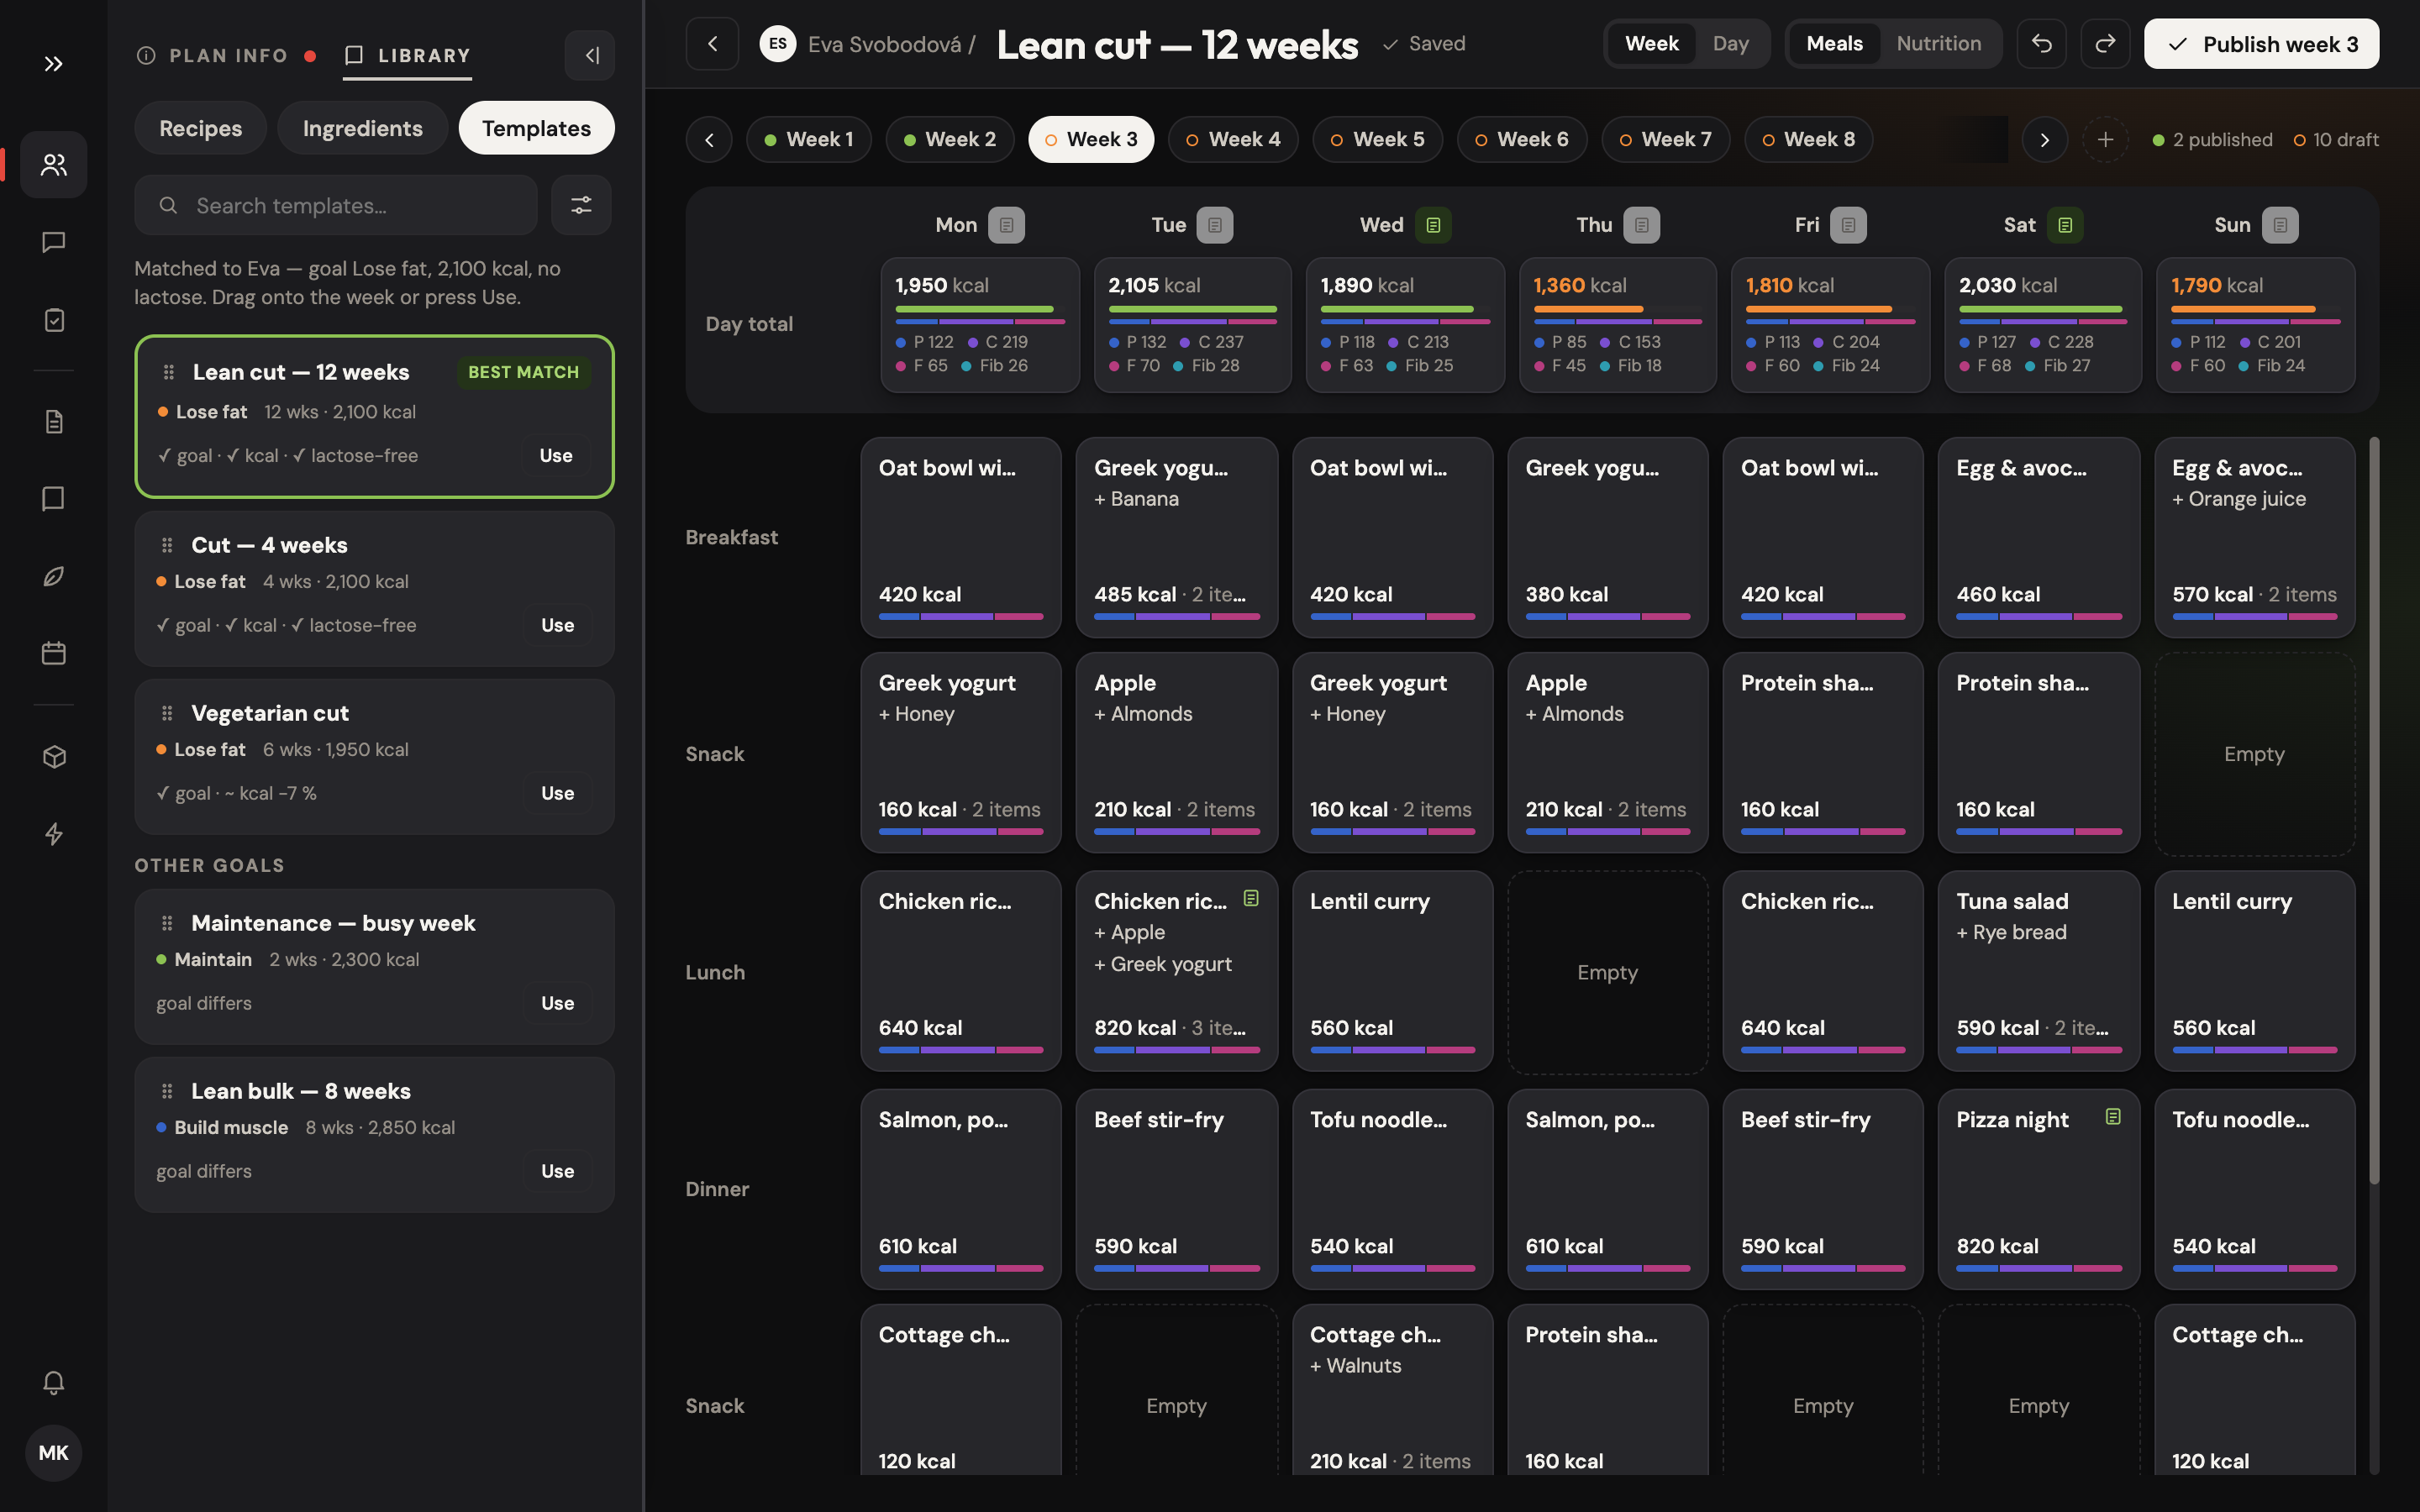 PLAN INFO
LIBRARY
Recipes
Ingredients
Templates
Search templates…
Matched to Eva — goal Lose fat, 2,100 kcal, no
lactose. Drag onto the week or press Use.
Lean cut — 12 weeks
BEST MATCH
Lose fat 12 wks · 2,100 kcal
✓ goal · ✓ kcal · ✓ lactose-free
Use
Cut — 4 weeks
Lose fat 4 wks · 2,100 kcal
✓ goal · ✓ kcal · ✓ lactose-free
Use
Vegetarian cut
Lose fat 6 wks · 1,950 kcal
✓ goal · ~ kcal -7 %
Use
OTHER GOALS
Maintenance — busy week
Maintain 2 wks · 2,300 kcal
goal differs
Use
Lean bulk — 8 weeks
Build muscle 8 wks · 2,850 kcal
goal differs
Use
MK
ES Eva Svobodová / Lean cut — 12 weeks
Saved
Week Day
Meals Nutrition
Publish week 3
Week 1
Week 2
Week 3
Week 4
Week 5
Week 6
Week 7
Week 8
2 published
10 draft
Mon Tue Wed Thu Fri Sat Sun
Day total
1,950 kcal
P 122 C 219
F 65 Fib 26
2,105 kcal
P 132 C 237
F 70 Fib 28
1,890 kcal
P 118 C 213
F 63 Fib 25
1,360 kcal
P 85 C 153
F 45 Fib 18
1,810 kcal
P 113 C 204
F 60 Fib 24
2,030 kcal
P 127 C 228
F 68 Fib 27
1,790 kcal
P 112 C 201
F 60 Fib 24
Breakfast
Oat bowl wi…
420 kcal
Greek yogu…
+ Banana
485 kcal · 2 ite…
Oat bowl wi…
420 kcal
Greek yogu…
380 kcal
Oat bowl wi…
420 kcal
Egg & avoc…
460 kcal
Egg & avoc…
+ Orange juice
570 kcal · 2 items
Snack
Greek yogurt
+ Honey
160 kcal · 2 items
Apple
+ Almonds
210 kcal · 2 items
Greek yogurt
+ Honey
160 kcal · 2 items
Apple
+ Almonds
210 kcal · 2 items
Protein sha…
160 kcal
Protein sha…
160 kcal
Empty
Lunch
Chicken ric…
640 kcal
Chicken ric…
+ Apple
+ Greek yogurt
820 kcal · 3 ite…
Lentil curry
560 kcal
Empty
Chicken ric…
640 kcal
Tuna salad
+ Rye bread
590 kcal · 2 ite…
Lentil curry
560 kcal
Dinner
Salmon, po…
610 kcal
Beef stir-fry
590 kcal
Tofu noodle…
540 kcal
Salmon, po…
610 kcal
Beef stir-fry
590 kcal
Pizza night
820 kcal
Tofu noodle…
540 kcal
Snack
Cottage ch…
120 kcal
Empty
Cottage ch…
+ Walnuts
210 kcal · 2 items
Protein sha…
160 kcal
Empty
Empty
Cottage ch…
120 kcal